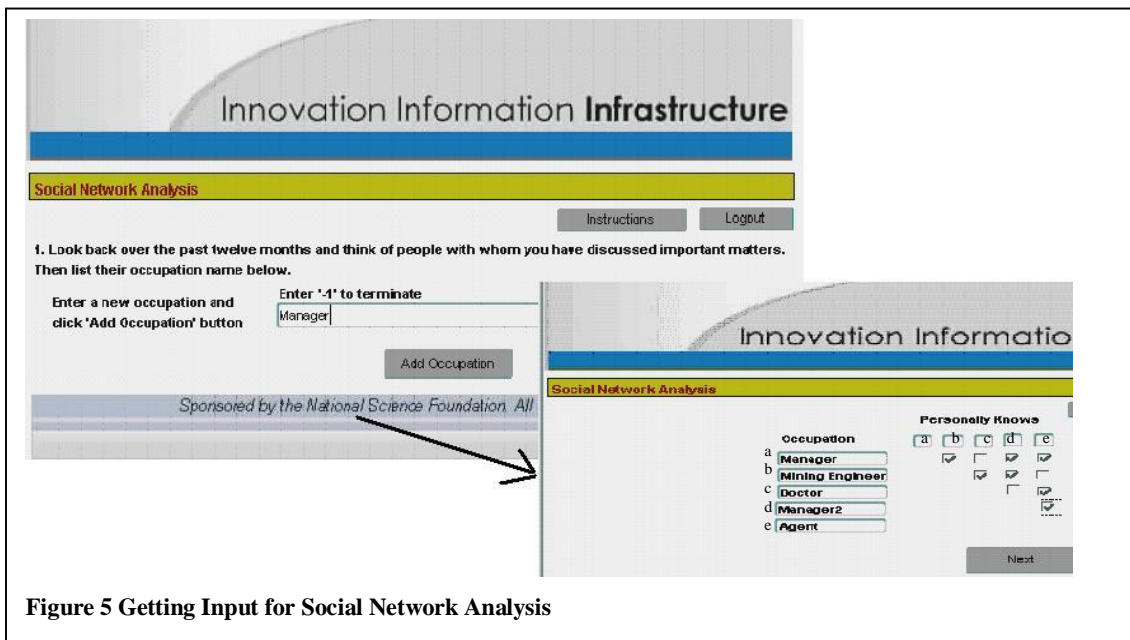 Innovation Information Infrastructure
Social Network Analysis
Instructions
Logout
1. Look back over the past twelve months and think of people with whom you have discussed important matters.
Then list their occupation name below.
Enter a new occupation and
click 'Add Occupation' button
Enter '-1' to terminate
Manager
Add Occupation
Sponsored by the National Science Foundation. All
Innovation Informatio
Social Network Analysis
Personally Knows
Occupation
a b c d e
a Manager
b Mining Engineer
c Doctor
d Manager2
e Agent
Next
Figure 5 Getting Input for Social Network Analysis